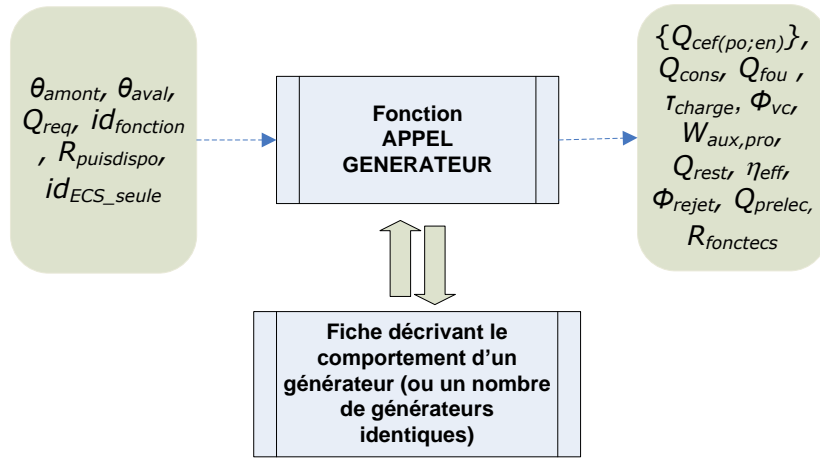 θamont, θaval,
Qreq, idfonction
, Rpuisdispo,
idECS_seule
Fonction
APPEL
GENERATEUR
{Qcef(po;en)},
Qcons, Qfou ,
τcharge, Φvc,
Waux,pro,
Qrest, ηeff,
Φrejet, Qprelec,
Rfonctecs
Fiche décrivant le
comportement d’un
générateur (ou un nombre
de générateurs
identiques)